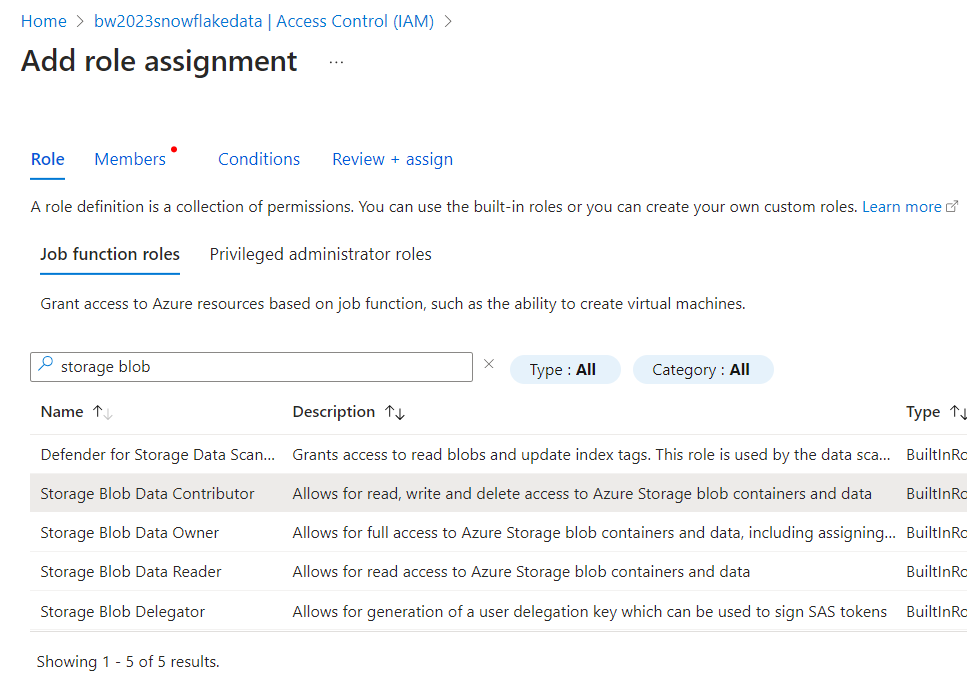 Home > bw2023snowflakedata | Access Control (IAM) >
Add role assignment ...
Role Members Conditions Review + assign
A role definition is a collection of permissions. You can use the built-in roles or you can create your own custom roles. Learn more
Job function roles Privileged administrator roles
Grant access to Azure resources based on job function, such as the ability to create virtual machines.
storage blob × Type : All Category : All
Name ↑↓ Description ↑↓ Type ↑↓
Defender for Storage Data Scan... Grants access to read blobs and update index tags. This role is used by the data sca... BuiltInRo
Storage Blob Data Contributor Allows for read, write and delete access to Azure Storage blob containers and data BuiltInRo
Storage Blob Data Owner Allows for full access to Azure Storage blob containers and data, including assigning... BuiltInRo
Storage Blob Data Reader Allows for read access to Azure Storage blob containers and data BuiltInRo
Storage Blob Delegator Allows for generation of a user delegation key which can be used to sign SAS tokens BuiltInRo
Showing 1 - 5 of 5 results.